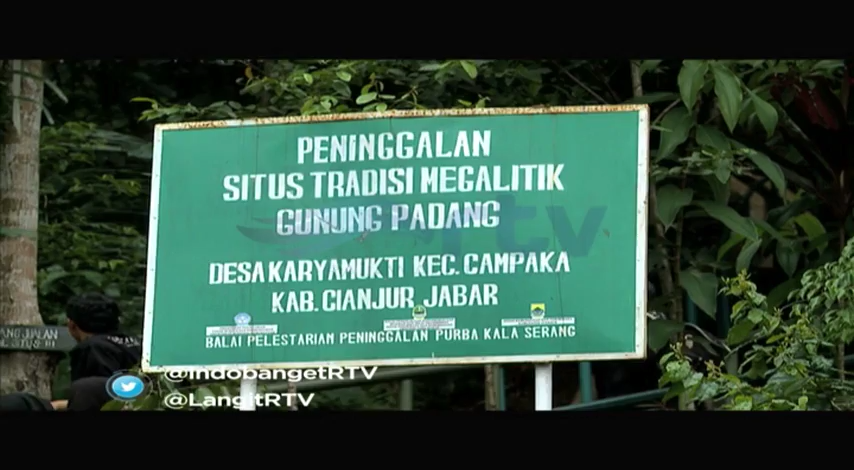 PENINGGALAN
SITUS TRADISI MEGALITIK
GUNUNG PADANG
rtv
DESA KARYAMUKTI KEC. CAMPAKA
KAB. CIANJUR JABAR
BALAI PELESTARIAN PENINGGALAN PURBA KALA SERANG
@IndobangetRTV
@LangitRTV